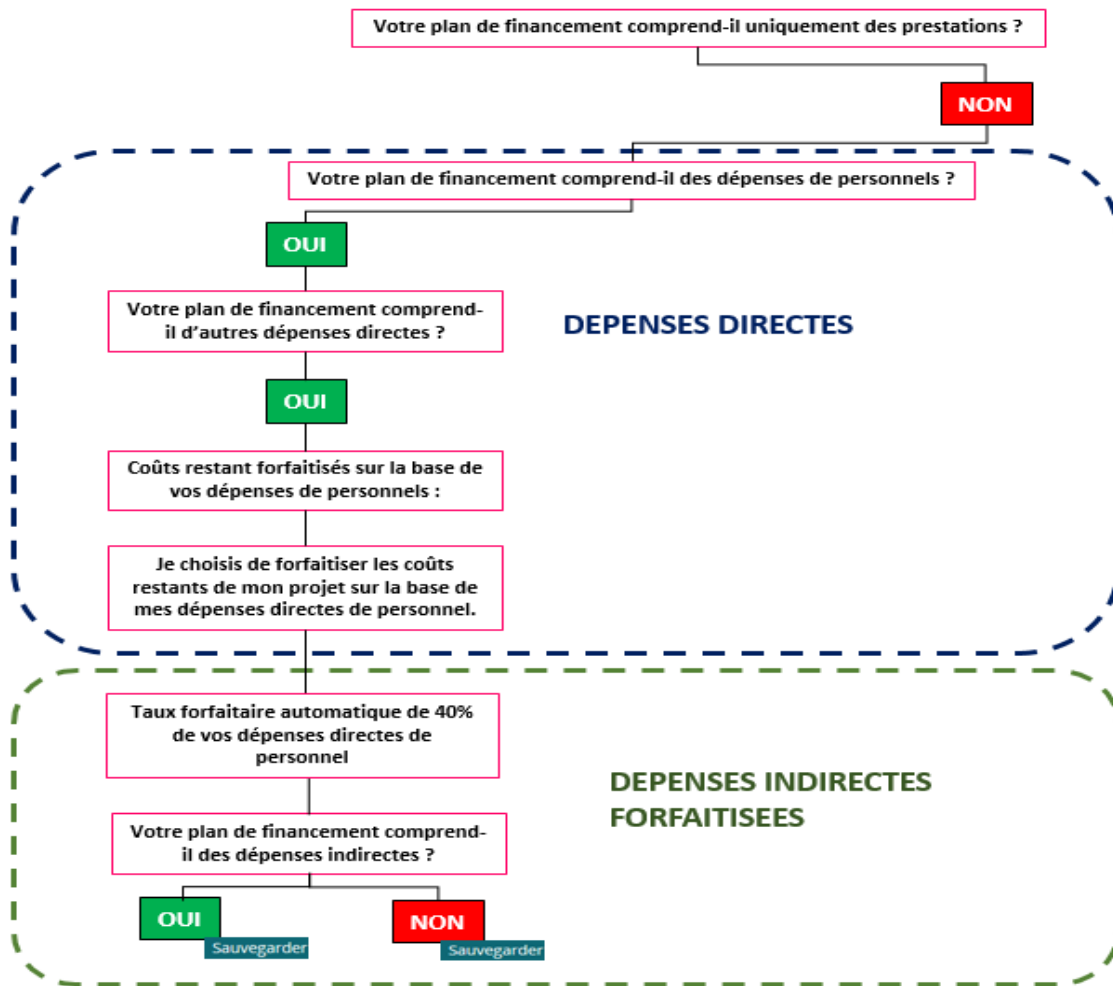 Votre plan de financement comprend-il uniquement des prestations ?
NON
Votre plan de financement comprend-il des dépenses de personnels ?
OUI
Votre plan de financement comprend-
il d'autres dépenses directes ?
DEPENSES DIRECTES
OUI
Coûts restant forfaitisés sur la base de
vos dépenses de personnels :
Je choisis de forfaitiser les coûts
restants de mon projet sur la base de
mes dépenses directes de personnel.
Taux forfaitaire automatique de 40%
de vos dépenses directes de
personnel
DEPENSES INDIRECTES
FORFAITISEES
Votre plan de financement comprend-
il des dépenses indirectes ?
OUI
Sauvegarder
NON
Sauvegarder